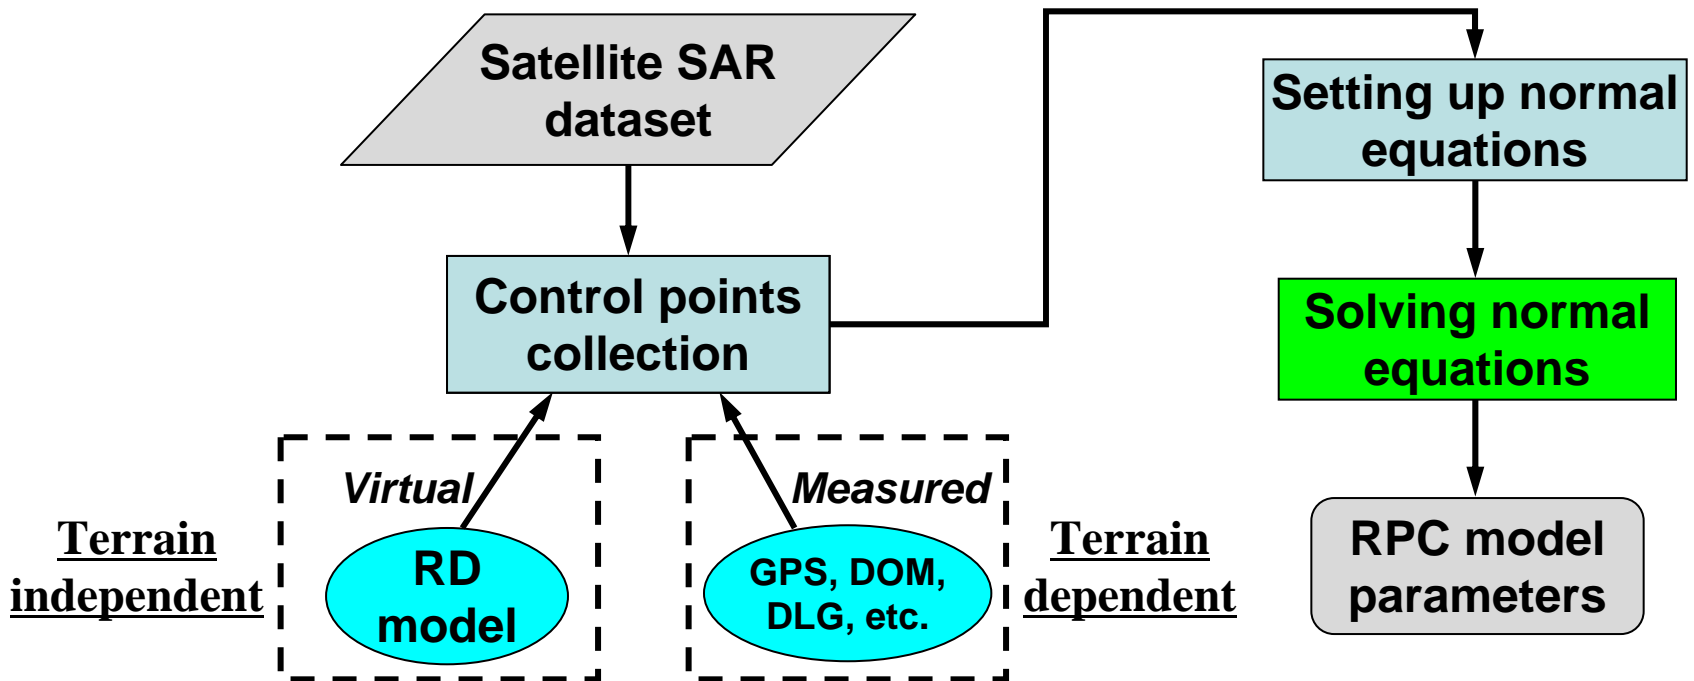 Satellite SAR
dataset
Control points
collection
Virtual
Measured
Terrain
independent
RD
model
GPS, DOM,
DLG, etc.
Terrain
dependent
Setting up normal
equations
Solving normal
equations
RPC model
parameters